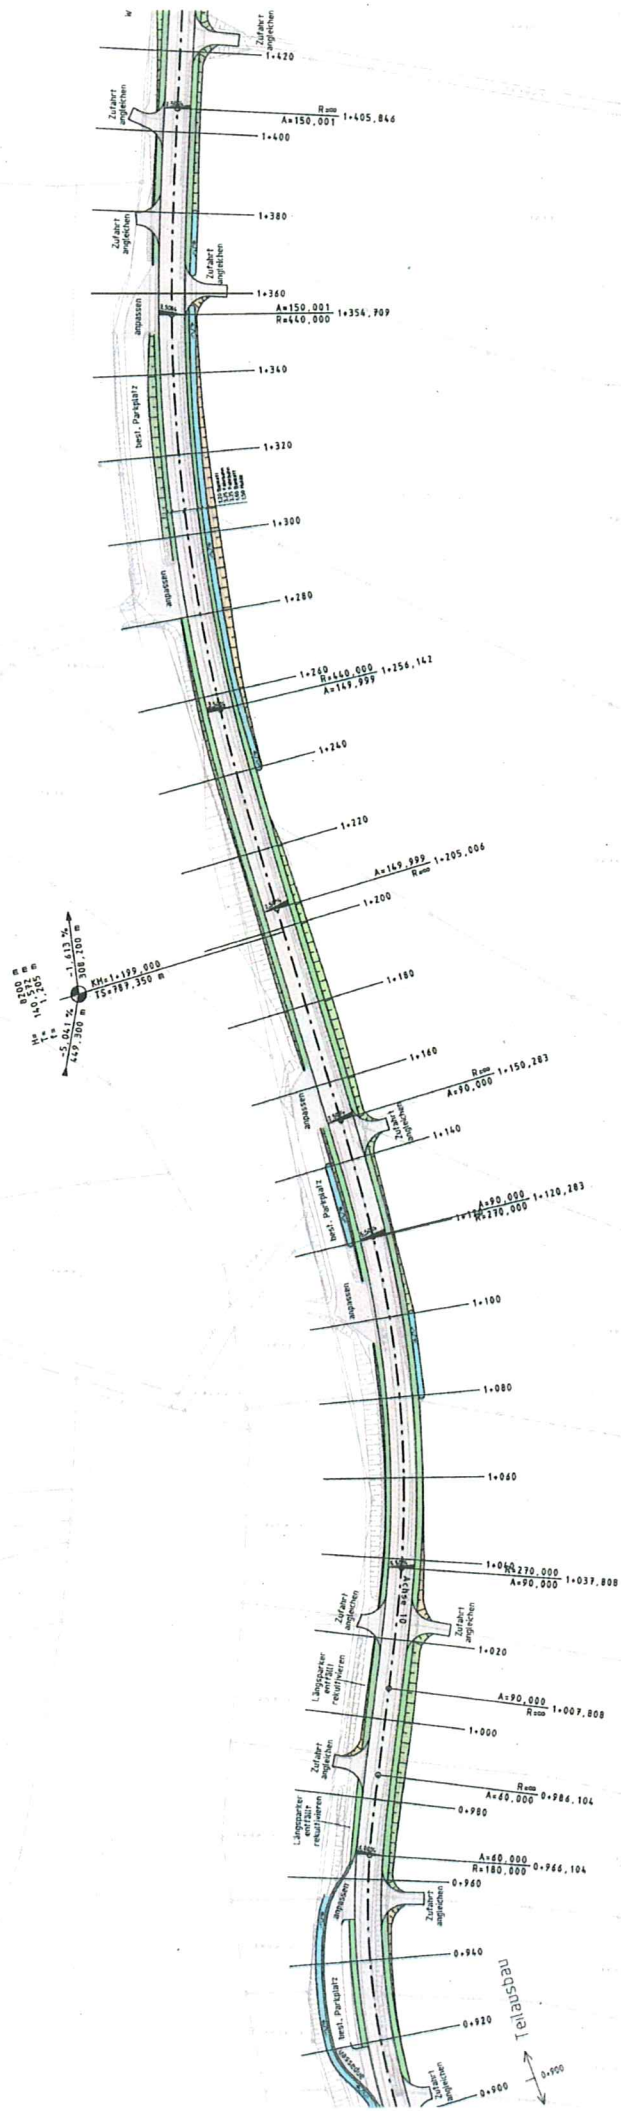 Zufahrt
angleichen
1+420
R=∞
A=150,001
1+405,846
Zufahrt
angleichen
1+400
1+380
Zufahrt
angleichen
Zufahrt
angleichen
1+360
anpassen
A=150,001
R=440,000
1+354,709
1+340
best. Parkplatz
1+320
1+300
anpassen
1+280
1+260
R=440,000
A=149,999
1+256,142
1+240
1+220
A=149,999
R=∞
1+205,006
1+200
H= 8200 m
T= 140,572 m
f= 1,205 m
-1,613 %
308,200 m
KH=1+199,000
TS=787,350 m
-5,041 %
449,300 m
1+180
1+160
anpassen
R=∞
A=90,000
1+150,283
Zufahrt
angleichen
1+140
best. Parkplatz
A=90,000
R=270,000
1+120,283
1+120
anpassen
1+100
1+080
1+060
1+040
R=270,000
A=90,000
1+037,808
Achse 10
Zufahrt
angleichen
Zufahrt
angleichen
1+020
Längsparker
entfällt
rekultivieren
A=90,000
R=∞
1+007,808
1+000
Zufahrt
angleichen
R=∞
A=60,000
0+986,104
0+980
Längsparker
entfällt
rekultivieren
A=60,000
R=180,000
0+966,104
0+960
anpassen
Zufahrt
angleichen
0+940
best. Parkplatz
0+920
anpassen
Zufahrt
angleichen
0+900
Teilausbau
0+900